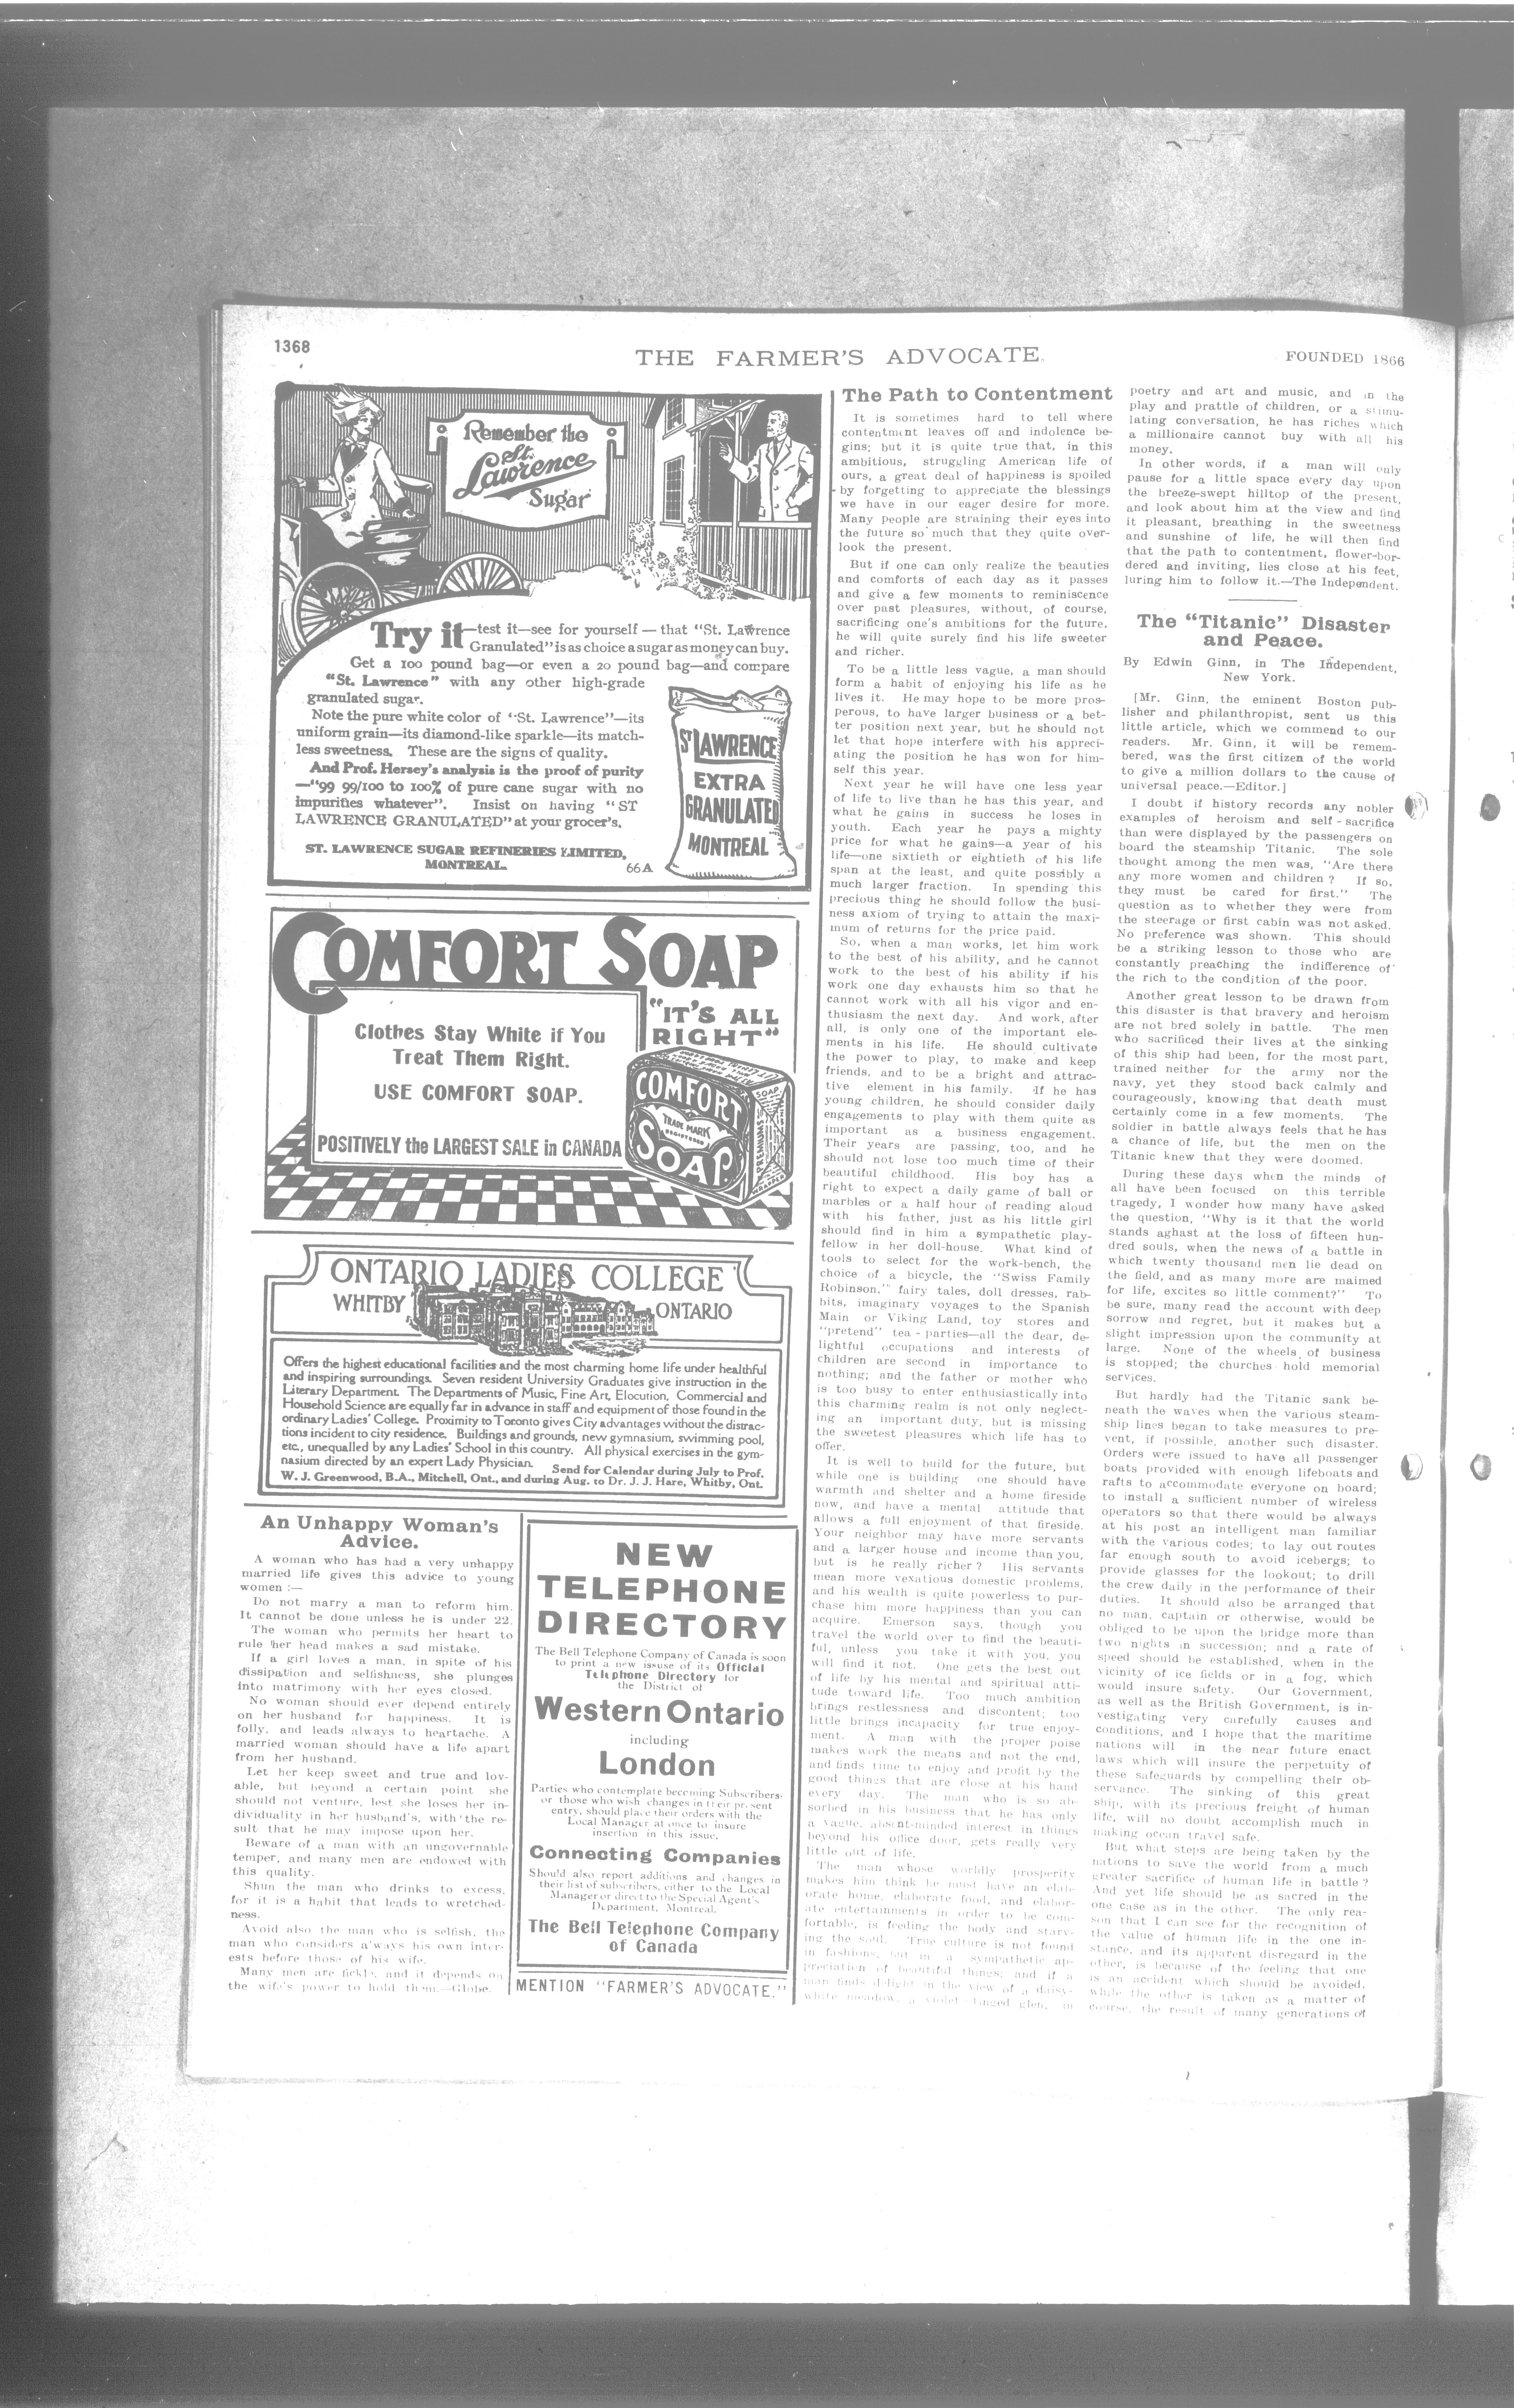 1368
THE FARMER'S ADVOCATE.
FOUNDED 1866
Remember the
St. Lawrence
Sugar
Try it—test it—see for yourself—that "St. Lawrence
Granulated" is as choice a sugar as money can buy.
Get a 100 pound bag—or even a 20 pound bag—and compare
"St. Lawrence" with any other high-grade
granulated sugar.
Note the pure white color of "St. Lawrence"—its
uniform grain—its diamond-like sparkle—its match-
less sweetness. These are the signs of quality.
And Prof. Hersey's analysis is the proof of purity
—"99 99/100 to 100% of pure cane sugar with no
impurities whatever". Insist on having "ST
LAWRENCE GRANULATED" at your grocer's.
ST. LAWRENCE SUGAR REFINERIES LIMITED,
MONTREAL.
66A
ST LAWRENCE
EXTRA
GRANULATED
MONTREAL
COMFORT SOAP
"IT'S ALL
RIGHT"
Clothes Stay White if You
Treat Them Right.
USE COMFORT SOAP.
POSITIVELY the LARGEST SALE in CANADA
COMFORT
TRADE MARK
REGISTERED
SOAP
SOAP
PREMIUMS
WRAPPERS
ONTARIO LADIES COLLEGE
WHITBY
ONTARIO
Offers the highest educational facilities and the most charming home life under healthful
and inspiring surroundings. Seven resident University Graduates give instruction in the
Literary Department. The Departments of Music, Fine Art, Elocution, Commercial and
Household Science are equally far in advance in staff and equipment of those found in the
ordinary Ladies' College. Proximity to Toronto gives City advantages without the distrac-
tions incident to city residence. Buildings and grounds, new gymnasium, swimming pool,
etc., unequalled by any Ladies' School in this country. All physical exercises in the gym-
nasium directed by an expert Lady Physician. Send for Calendar during July to Prof.
W. J. Greenwood, B.A., Mitchell, Ont., and during Aug. to Dr. J. J. Hare, Whitby, Ont.
An Unhappy Woman's
Advice.
A woman who has had a very unhappy
married life gives this advice to young
women :—
Do not marry a man to reform him.
It cannot be done unless he is under 22.
The woman who permits her heart to
rule her head makes a sad mistake.
If a girl loves a man, in spite of his
dissipation and selfishness, she plunges
into matrimony with her eyes closed.
No woman should ever depend entirely
on her husband for happiness. It is
folly, and leads always to heartache. A
married woman should have a life apart
from her husband.
Let her keep sweet and true and lov-
able, but beyond a certain point she
should not venture, lest she loses her in-
dividuality in her husband's, with the re-
sult that he may impose upon her.
Beware of a man with an ungovernable
temper, and many men are endowed with
this quality.
Shun the man who drinks to excess,
for it is a habit that leads to wretched-
ness.
Avoid also the man who is selfish, the
man who considers always his own inter-
ests before those of his wife.
Many men are fickle, and it depends on
the wife's power to hold them.—Globe.
NEW
TELEPHONE
DIRECTORY
The Bell Telephone Company of Canada is soon
to print a new issuse of its Official
Telephone Directory for
the District of
Western Ontario
including
London
Parties who contemplate becoming Subscribers
or those who wish changes in their present
entry, should place their orders with the
Local Manager at once to insure
insertion in this issue.
Connecting Companies
Should also report additions and changes in
their list of subscribers, either to the Local
Manager or direct to the Special Agent's
Department, Montreal.
The Bell Telephone Company
of Canada
MENTION "FARMER'S ADVOCATE."
The Path to Contentment
It is sometimes hard to tell where
contentment leaves off and indolence be-
gins; but it is quite true that, in this
ambitious, struggling American life of
ours, a great deal of happiness is spoiled
by forgetting to appreciate the blessings
we have in our eager desire for more.
Many people are straining their eyes into
the future so much that they quite over-
look the present.
But if one can only realize the beauties
and comforts of each day as it passes
and give a few moments to reminiscence
over past pleasures, without, of course,
sacrificing one's ambitions for the future,
he will quite surely find his life sweeter
and richer.
To be a little less vague, a man should
form a habit of enjoying his life as he
lives it. He may hope to be more pros-
perous, to have larger business or a bet-
ter position next year, but he should not
let that hope interfere with his appreci-
ating the position he has won for him-
self this year.
Next year he will have one less year
of life to live than he has this year, and
what he gains in success he loses in
youth. Each year he pays a mighty
price for what he gains—a year of his
life—one sixtieth or eightieth of his life
span at the least, and quite possibly a
much larger fraction. In spending this
precious thing he should follow the busi-
ness axiom of trying to attain the maxi-
mum of returns for the price paid.
So, when a man works, let him work
to the best of his ability, and he cannot
work to the best of his ability if his
work one day exhausts him so that he
cannot work with all his vigor and en-
thusiasm the next day. And work, after
all, is only one of the important ele-
ments in his life. He should cultivate
the power to play, to make and keep
friends, and to be a bright and attrac-
tive element in his family. If he has
young children, he should consider daily
engagements to play with them quite as
important as a business engagement.
Their years are passing, too, and he
should not lose too much time of their
beautiful childhood. His boy has a
right to expect a daily game of ball or
marbles or a half hour of reading aloud
with his father, just as his little girl
should find in him a sympathetic play-
fellow in her doll-house. What kind of
tools to select for the work-bench, the
choice of a bicycle, the "Swiss Family
Robinson," fairy tales, doll dresses, rab-
bits, imaginary voyages to the Spanish
Main or Viking Land, toy stores and
"pretend" tea-parties—all the dear, de-
lightful occupations and interests of
children are second in importance to
nothing; and the father or mother who
is too busy to enter enthusiastically into
this charming realm is not only neglect-
ing an important duty, but is missing
the sweetest pleasures which life has to
offer.
It is well to build for the future, but
while one is building one should have
warmth and shelter and a home fireside
now, and have a mental attitude that
allows a full enjoyment of that fireside.
Your neighbor may have more servants
and a larger house and income than you,
but is he really richer ? His servants
mean more vexatious domestic problems,
and his wealth is quite powerless to pur-
chase him more happiness than you can
acquire. Emerson says, though you
travel the world over to find the beauti-
ful, unless you take it with you, you
will find it not. One gets the best out
of life by his mental and spiritual atti-
tude toward life. Too much ambition
brings restlessness and discontent; too
little brings incapacity for true enjoy-
ment. A man with the proper poise
makes work the means and not the end,
and finds time to enjoy and profit by the
good things that are close at his hand
every day. The man who is so ab-
sorbed in his business that he has only
a vague, absent-minded interest in things
beyond his office door, gets really very
little out of life.
The man whose worldly prosperity
makes him think he must have an elab-
orate home, elaborate food, and elabor-
ate entertainments in order to be com-
fortable, is feeding the body and starv-
ing the soul. True culture is not found
in fashions, but in a sympathetic ap-
preciation of beautiful things; and if a
man finds delight in the view of a daisy-
white meadow, a violet-tinged glen, in
poetry and art and music, and in the
play and prattle of children, or a stimu-
lating conversation, he has riches which
a millionaire cannot buy with all his
money.
In other words, if a man will only
pause for a little space every day upon
the breeze-swept hilltop of the present,
and look about him at the view and find
it pleasant, breathing in the sweetness
and sunshine of life, he will then find
that the path to contentment, flower-bor-
dered and inviting, lies close at his feet,
luring him to follow it.—The Independent.
The "Titanic" Disaster
and Peace.
By Edwin Ginn, in The Independent,
New York.
[Mr. Ginn, the eminent Boston pub-
lisher and philanthropist, sent us this
little article, which we commend to our
readers. Mr. Ginn, it will be remem-
bered, was the first citizen of the world
to give a million dollars to the cause of
universal peace.—Editor.]
I doubt if history records any nobler
examples of heroism and self-sacrifice
than were displayed by the passengers on
board the steamship Titanic. The sole
thought among the men was, "Are there
any more women and children ? If so,
they must be cared for first." The
question as to whether they were from
the steerage or first cabin was not asked.
No preference was shown. This should
be a striking lesson to those who are
constantly preaching the indifference of
the rich to the condition of the poor.
Another great lesson to be drawn from
this disaster is that bravery and heroism
are not bred solely in battle. The men
who sacrificed their lives at the sinking
of this ship had been, for the most part,
trained neither for the army nor the
navy, yet they stood back calmly and
courageously, knowing that death must
certainly come in a few moments. The
soldier in battle always feels that he has
a chance of life, but the men on the
Titanic knew that they were doomed.
During these days when the minds of
all have been focused on this terrible
tragedy, I wonder how many have asked
the question, "Why is it that the world
stands aghast at the loss of fifteen hun-
dred souls, when the news of a battle in
which twenty thousand men lie dead on
the field, and as many more are maimed
for life, excites so little comment?" To
be sure, many read the account with deep
sorrow and regret, but it makes but a
slight impression upon the community at
large. None of the wheels of business
is stopped; the churches hold memorial
services.
But hardly had the Titanic sank be-
neath the waves when the various steam-
ship lines began to take measures to pre-
vent, if possible, another such disaster.
Orders were issued to have all passenger
boats provided with enough lifeboats and
rafts to accommodate everyone on board;
to install a sufficient number of wireless
operators so that there would be always
at his post an intelligent man familiar
with the various codes; to lay out routes
far enough south to avoid icebergs; to
provide glasses for the lookout; to drill
the crew daily in the performance of their
duties. It should also be arranged that
no man, captain or otherwise, would be
obliged to be upon the bridge more than
two nights in succession; and a rate of
speed should be established, when in the
vicinity of ice fields or in a fog, which
would insure safety. Our Government,
as well as the British Government, is in-
vestigating very carefully causes and
conditions, and I hope that the maritime
nations will in the near future enact
laws which will insure the perpetuity of
these safeguards by compelling their ob-
servance. The sinking of this great
ship, with its precious freight of human
life, will no doubt accomplish much in
making ocean travel safe.
But what steps are being taken by the
nations to save the world from a much
greater sacrifice of human life in battle ?
And yet life should be as sacred in the
one case as in the other. The only rea-
son that I can see for the recognition of
the value of human life in the one in-
stance, and its apparent disregard in the
other, is because of the feeling that one
is an accident which should be avoided,
while the other is taken as a matter of
course, the result of many generations of